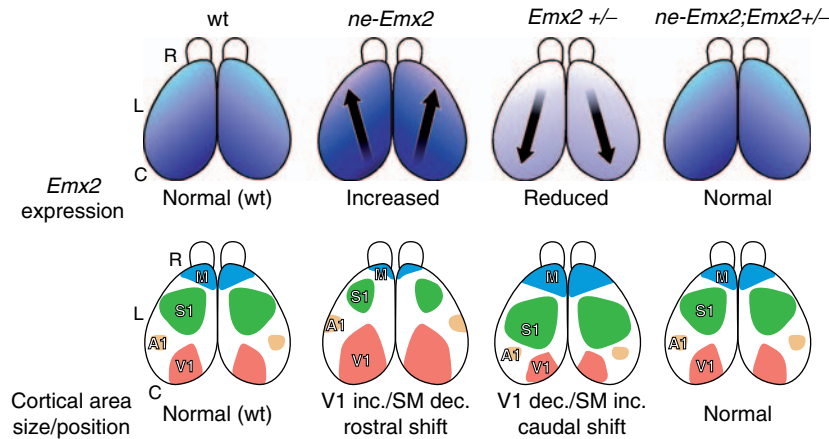 wt ne-Emx2 Emx2 +/– ne-Emx2;Emx2+/–
R
L
C
Emx2
expression
Normal (wt) Increased Reduced Normal
R M M M M
S1 S1 S1 S1
L
A1 A1 A1 A1
V1 V1 V1 V1
C
Cortical area
size/position
Normal (wt) V1 inc./SM dec. V1 dec./SM inc. Normal
rostral shift caudal shift